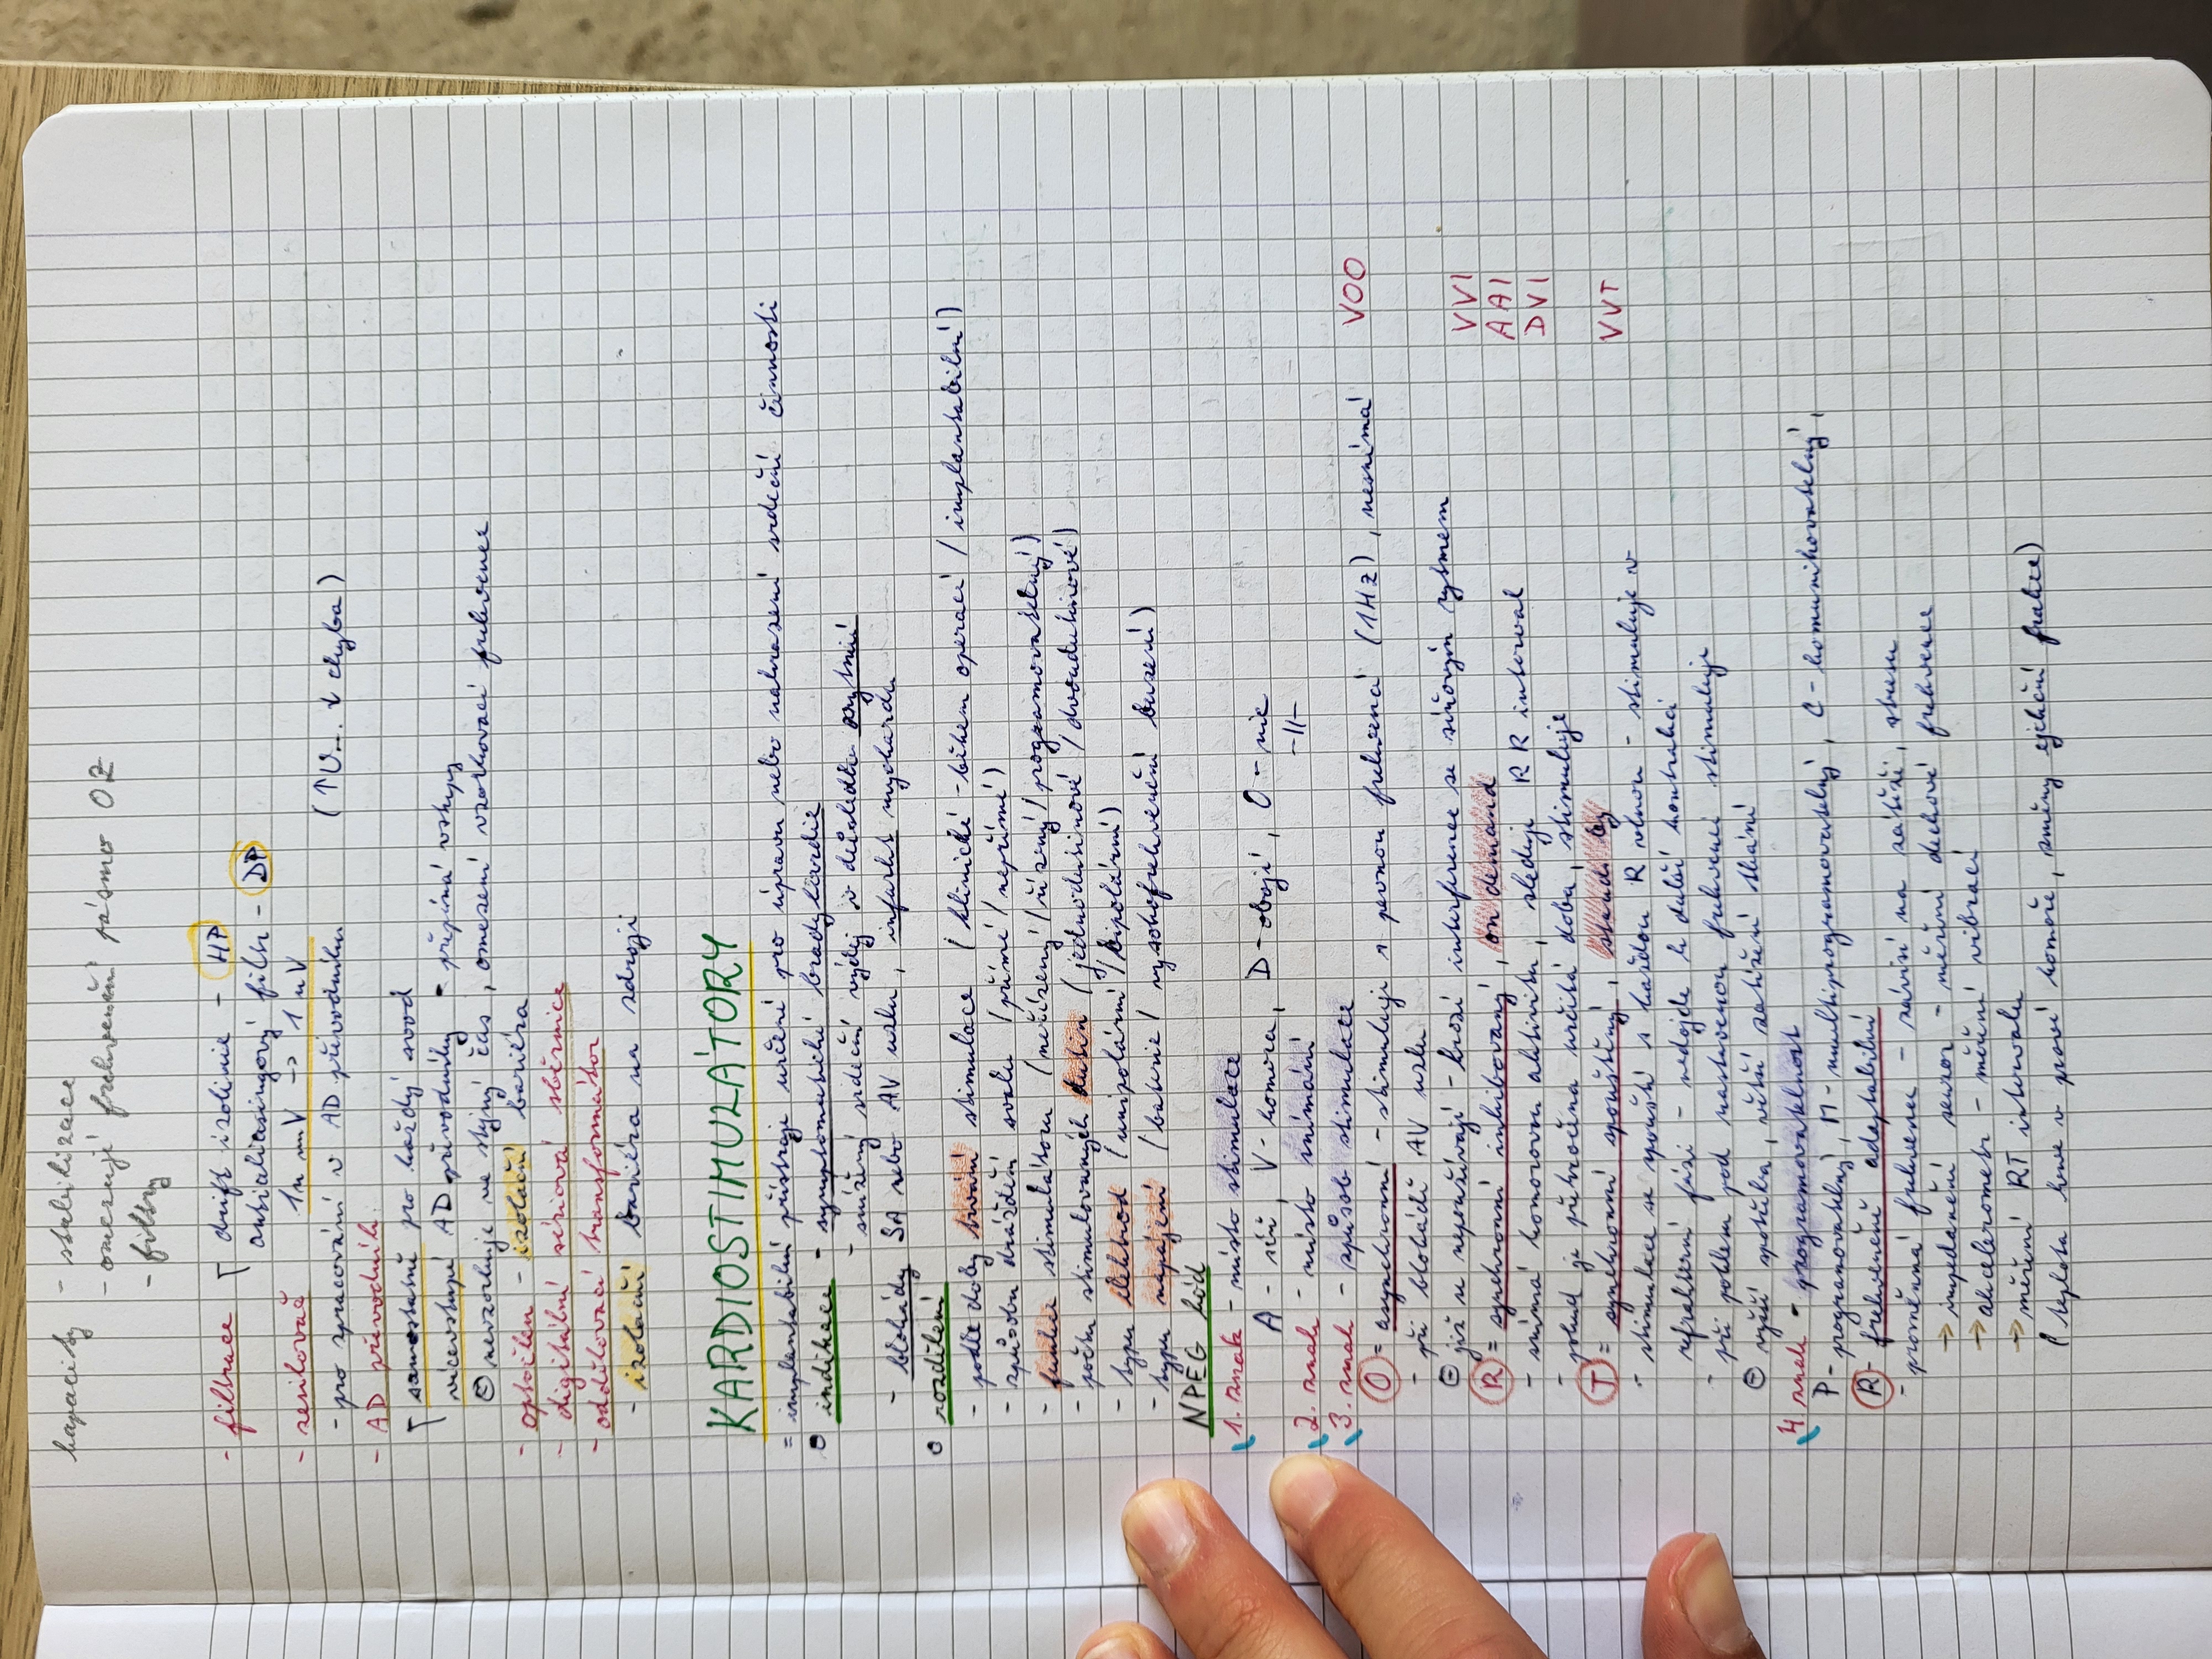 kapacity - stabilizace
- omezují frekvenční pásmo OZ
- filtry
- filtrace drift izolinie - HP
antialiasingový filtr - DP
- zesilovač 1n mV -> 1 n V
- pro zpracování v AD převodníku (↑U... ↓ chyba)
- AD převodník
samostatně pro každý svod
vícevstupé AD převodníky - přepíná vstupy
⊖ nevzorkuje ve stejný čas, omezení vzorkovací frekvence
- optočlen - izolační bariéra
- digitální sériová sběrnice
- oddělovací transformátor
- izolační bariéra na zdroji
KARDIOSTIMULÁTORY
= implantabilní přístroje určené pro úpravu nebo nahrazení srdeční činnosti
indikace - symptomatické bradykardie
- snížený srdeční výdej v důsledku arytmií
- blokády SA nebo AV uzlu, infarkt myokardu
rozdělení
- podle doby trvání stimulace (klinické - během operace / implantabilní)
- způsobu dráždění svalu (přímé / nepřímé)
- funkce stimulátoru (neřízený / řízený / programovatelný)
- počtu stimulovaných dutin (jednodutinové / dvoudutinové)
- typu elektrod (unipolární / bipolární)
- typu napájení (baterie / vysokofrekvenční buzení)
NPEG kód
1. znak - místo stimulace
A - síň, V - komora, D - obojí, O - nic
2. znak - místo snímání -//-
3. znak - způsob stimulace
O = asynchronní - stimuluje s pevnou frekvencí (1Hz), nesnímá VOO
- při blokádě AV uzlu
⊖ již se nepoužívají - hrozí interference se síňovým rytmem
VVI
R = synchronní inhibovaný, on demand
AAI
- snímá komorovou aktivitu, sleduje RR interval
DVI
- pokud je překročena určitá doba, stimuluje
T = synchronní spouštěný, stand by VVT
- stimulace se spouští s každou R vlnou - stimuluje v
refrakterní fázi - nedojde k další kontrakci
- při poklesu pod nastavenou frekvenci stimuluje
⊖ vyšší spotřeba, větší zatížení tkání
4. znak - programovatelnost
P - programovatelný, M - multiprogramovatelný, C - komunikovatelný,
R - frekvenčně adaptabilní
- proměnná frekvence - závisí na zátěži, stresu
→ impedanční senzor - měření dechové frekvence
→ akcelerometr - měření vibrací
→ měření RT intervalu
(teplota krve v pravé komoře, změny ejekční frakce)